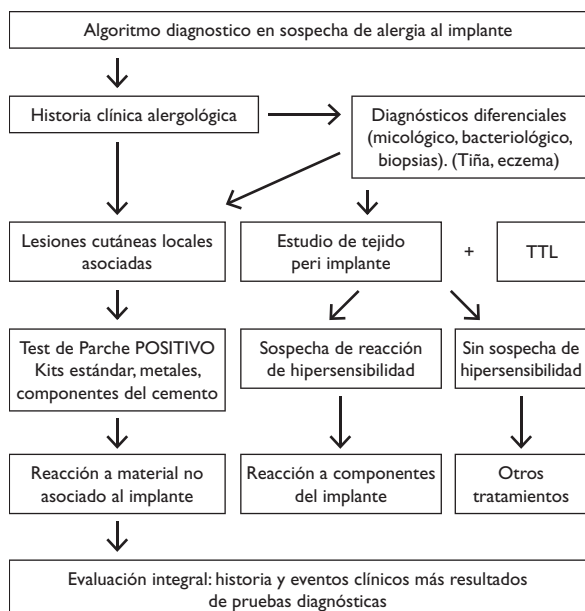 Algoritmo diagnostico en sospecha de alergia al implante
Historia clínica alergológica
Diagnósticos diferenciales
(micológico, bacteriológico,
biopsias). (Tiña, eczema)
Lesiones cutáneas locales
asociadas
Estudio de tejido
peri implante
+
TTL
Test de Parche POSITIVO
Kits estándar, metales,
componentes del cemento
Sospecha de reacción
de hipersensibilidad
Sin sospecha de
hipersensibilidad
Reacción a material no
asociado al implante
Reacción a componentes
del implante
Otros
tratamientos
Evaluación integral: historia y eventos clínicos más resultados
de pruebas diagnósticas